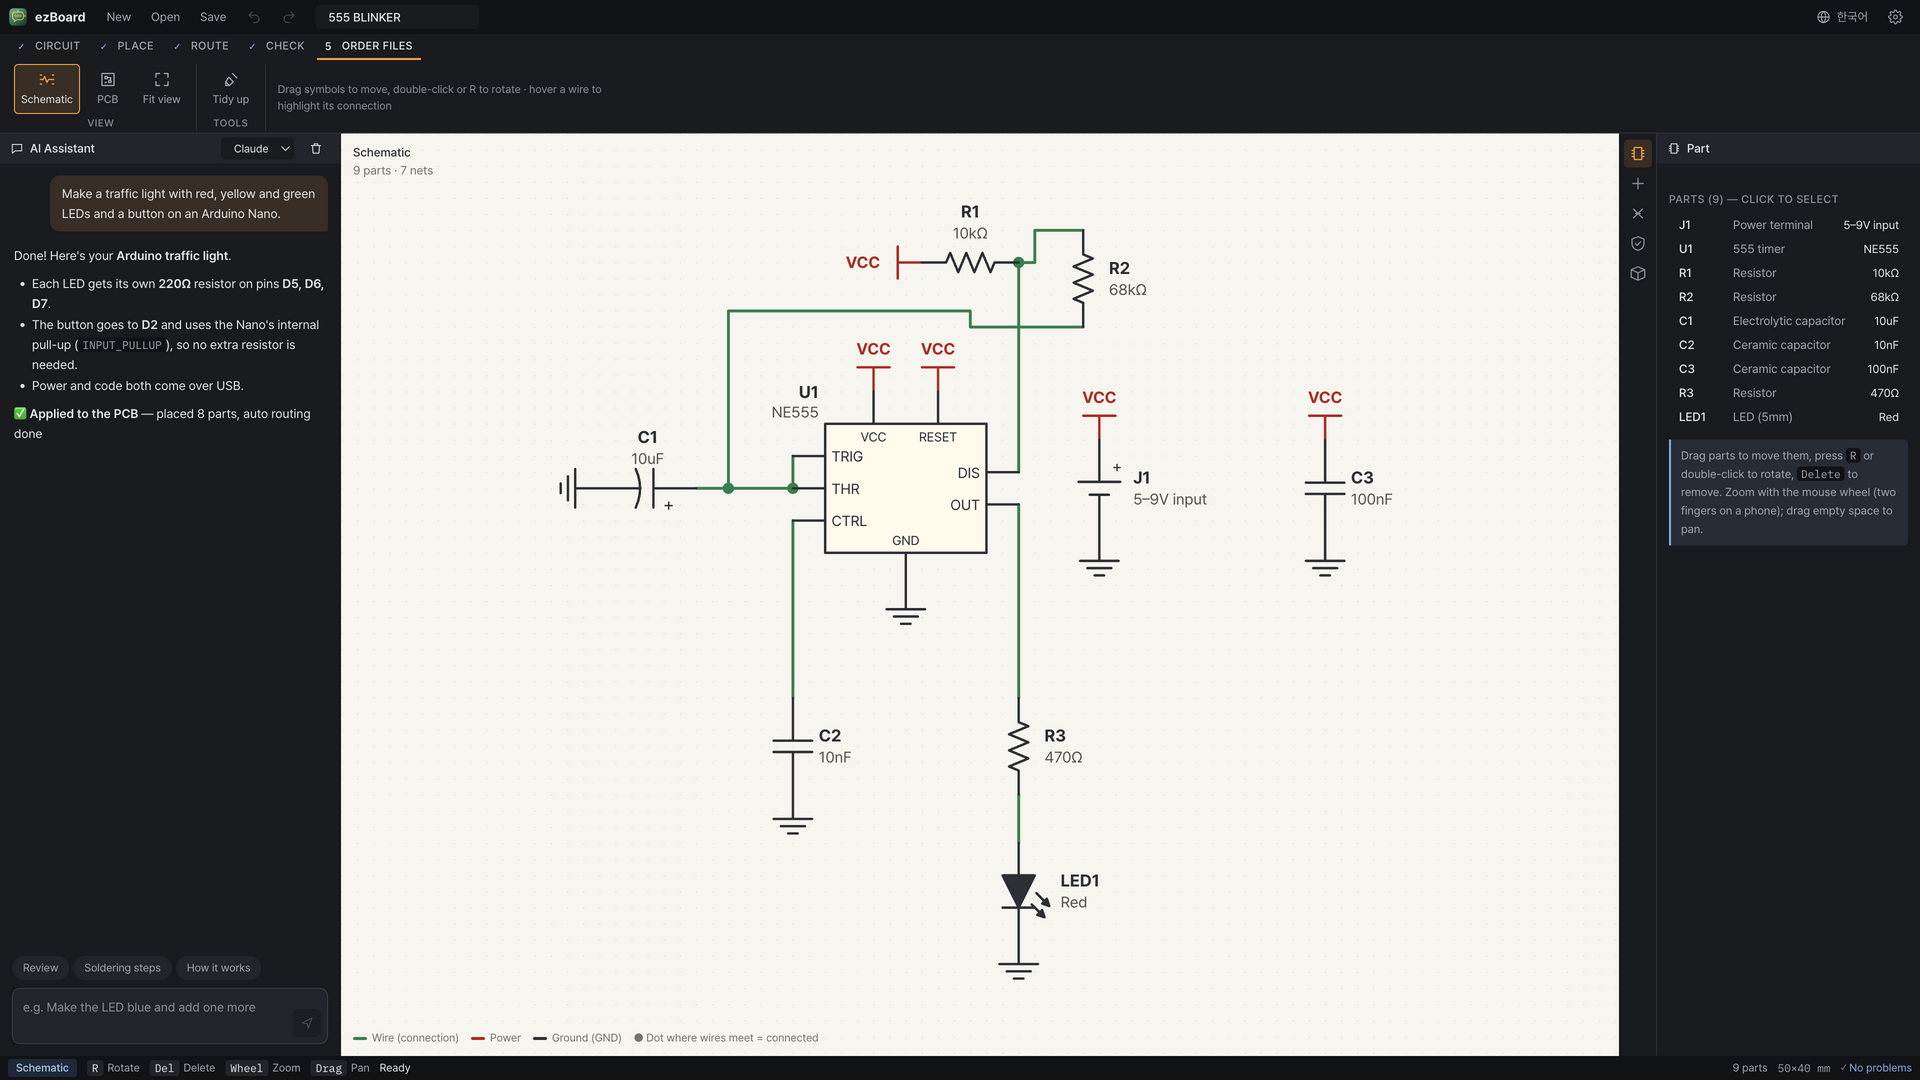 ezBoard New Open Save 555 BLINKER 한국어
✓ CIRCUIT ✓ PLACE ✓ ROUTE ✓ CHECK 5 ORDER FILES
Schematic PCB Fit view Tidy up
VIEW TOOLS
Drag symbols to move, double-click or R to rotate · hover a wire to
highlight its connection
AI Assistant Claude
Make a traffic light with red, yellow and green
LEDs and a button on an Arduino Nano.
Done! Here's your Arduino traffic light.
• Each LED gets its own 220Ω resistor on pins D5, D6,
D7.
• The button goes to D2 and uses the Nano's internal
pull-up ( INPUT_PULLUP ), so no extra resistor is
needed.
• Power and code both come over USB.
✅ Applied to the PCB — placed 8 parts, auto routing
done
Review Soldering steps How it works
e.g. Make the LED blue and add one more
Schematic
9 parts · 7 nets
R1
10kΩ
VCC
R2
68kΩ
VCC VCC
U1
NE555
VCC RESET
TRIG
THR
CTRL
DIS
OUT
GND
C1
10uF
+
VCC
+
J1
5–9V input
VCC
C3
100nF
C2
10nF
R3
470Ω
LED1
Red
Wire (connection) Power Ground (GND) Dot where wires meet = connected
Part
PARTS (9) — CLICK TO SELECT
J1 Power terminal 5–9V input
U1 555 timer NE555
R1 Resistor 10kΩ
R2 Resistor 68kΩ
C1 Electrolytic capacitor 10uF
C2 Ceramic capacitor 10nF
C3 Ceramic capacitor 100nF
R3 Resistor 470Ω
LED1 LED (5mm) Red
Drag parts to move them, press R or
double-click to rotate, Delete to
remove. Zoom with the mouse wheel (two
fingers on a phone); drag empty space to
pan.
Schematic R Rotate Del Delete Wheel Zoom Drag Pan Ready 9 parts 50×40 mm ✓ No problems